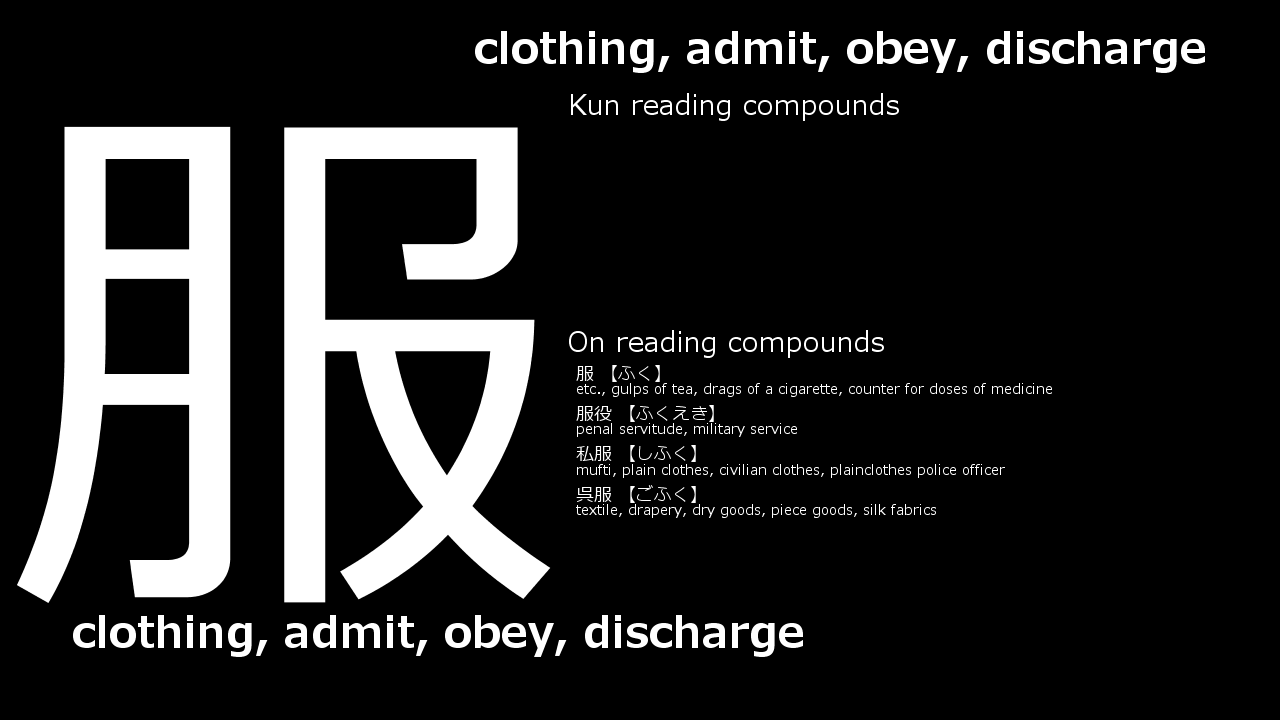 clothing, admit, obey, discharge
Kun reading compounds
服
On reading compounds
服 【ふく】
etc., gulps of tea, drags of a cigarette, counter for doses of medicine
服役 【ふくえき】
penal servitude, military service
私服 【しふく】
mufti, plain clothes, civilian clothes, plainclothes police officer
呉服 【ごふく】
textile, drapery, dry goods, piece goods, silk fabrics
clothing, admit, obey, discharge